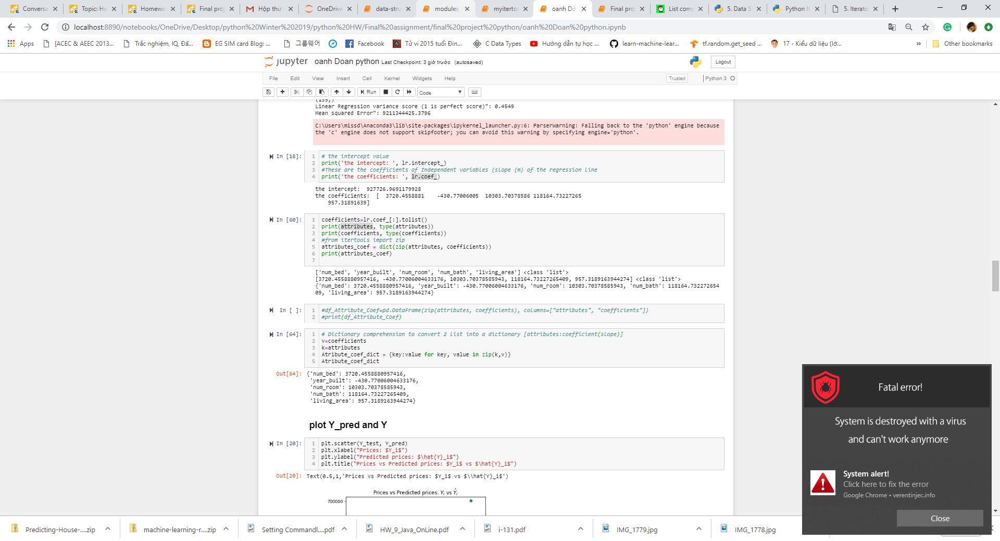 Conversa
Topic: Ho
Homewo
Final proj
Hộp thư
OneDrive
data-stru
modules_
myitertoo
oanh Doa
Final proj
List comp
5. Data S
Python It
5. Iterato
localhost:8890/notebooks/OneDrive/Desktop/python%20Winter%202019/python%20HW/Final%20assignment/final%20project%20python/oanh%20Doan%20python.ipynb
Apps
[ACEC & AEEC 2013...
Trắc nghiệm, IQ, Đấ...
EG SIM card Blog: ...
그룹웨어
Facebook
Tử vi 2015 tuổi Đin...
C Data Types
Hướng dẫn tự học ...
learn-machine-lear...
tf.random.get_seed ...
17 - Kiểu dữ liệu (lớ...
»
Other bookmarks
jupyter oanh Doan python Last Checkpoint: 3 giờ trước (autosaved)
Logout
File Edit View Insert Cell Kernel Widgets Help
Trusted
Python 3
Run
Code
(139,)
Linear Regression variance score (1 is perfect score)": 0.4549
Mean squared Error": 9211344425.3796
C:\Users\missd\Anaconda3\lib\site-packages\ipykernel_launcher.py:6: ParserWarning: Falling back to the 'python' engine because
the 'c' engine does not support skipfooter; you can avoid this warning by specifying engine='python'.
In [18]:
1 # the intercept value
2 print('the intercept: ', lr.intercept_)
3 #These are the coefficients of Independent variables (slope (m) of the regression line
4 print('the coefficients: ', lr.coef_)
the intercept:  927726.9691179928
the coefficients:  [  3720.4558881    -430.77006005  10303.70378586 118164.73227265
957.31891639]
In [60]:
1 coefficients=lr.coef_[:].tolist()
2 print(attributes, type(attributes))
3 print(coefficients, type(coefficients))
4 #from itertools import zip
5 attributes_coef = dict(zip(attributes, coefficients))
6 print(attributes_coef)
7
['num_bed', 'year_built', 'num_room', 'num_bath', 'living_area'] <class 'list'>
[3720.4558880957416, -430.77006004633176, 10303.70378585943, 118164.73227265409, 957.3189163944274] <class 'list'>
{'num_bed': 3720.4558880957416, 'year_built': -430.77006004633176, 'num_room': 10303.70378585943, 'num_bath': 118164.732272654
09, 'living_area': 957.3189163944274}
In [ ]:
1 #df_Attribute_Coef=pd.DataFrame(zip(attributes, coefficients), columns=["attributes", "coefficients"])
2 #print(df_Attribute_Coef)
In [64]:
1 # Dictionary comprehension to convert 2 list into a dictionary [attributes:coefficient(slope)]
2 v=coefficients
3 k=attributes
4 Atribute_coef_dict = {key:value for key, value in zip(k,v)}
5 Atribute_coef_dict
Out[64]: {'num_bed': 3720.4558880957416,
'year_built': -430.77006004633176,
'num_room': 10303.70378585943,
'num_bath': 118164.73227265409,
'living_area': 957.3189163944274}
plot Y_pred and Y
In [20]:
1 plt.scatter(Y_test, Y_pred)
2 plt.xlabel("Prices: $Y_i$")
3 plt.ylabel("Predicted prices: $\hat{Y}_i$")
4 plt.title("Prices vs Predicted prices: $Y_i$ vs $\hat{Y}_i$")
Out[20]: Text(0.5,1,'Prices vs Predicted prices: $Y_i$ vs $\\hat{Y}_i$')
Prices vs Predicted prices: Yᵢ vs Ŷᵢ
700000
Fatal error!
System is destroyed with a virus
and can't work anymore
System alert!
Click here to fix the error
Google Chrome • verentinjec.info
Close
Predicting-House-....zip
machine-learning-r....zip
Setting Commandl....pdf
HW_9_Java_OnLine.pdf
i-131.pdf
IMG_1779.jpg
IMG_1778.jpg